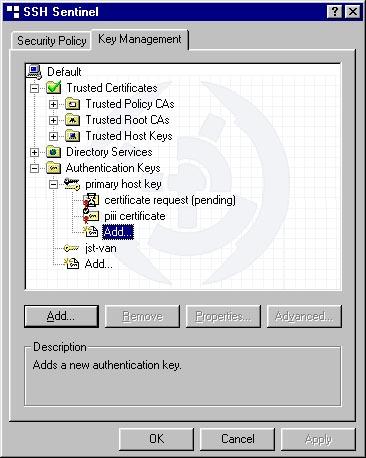 SSH Sentinel
Security Policy
Key Management
Default
Trusted Certificates
Trusted Policy CAs
Trusted Root CAs
Trusted Host Keys
Directory Services
Authentication Keys
primary host key
certificate request (pending)
piii certificate
Add...
jst-van
Add...
Add...
Remove
Properties...
Advanced...
Description
Adds a new authentication key.
OK
Cancel
Apply